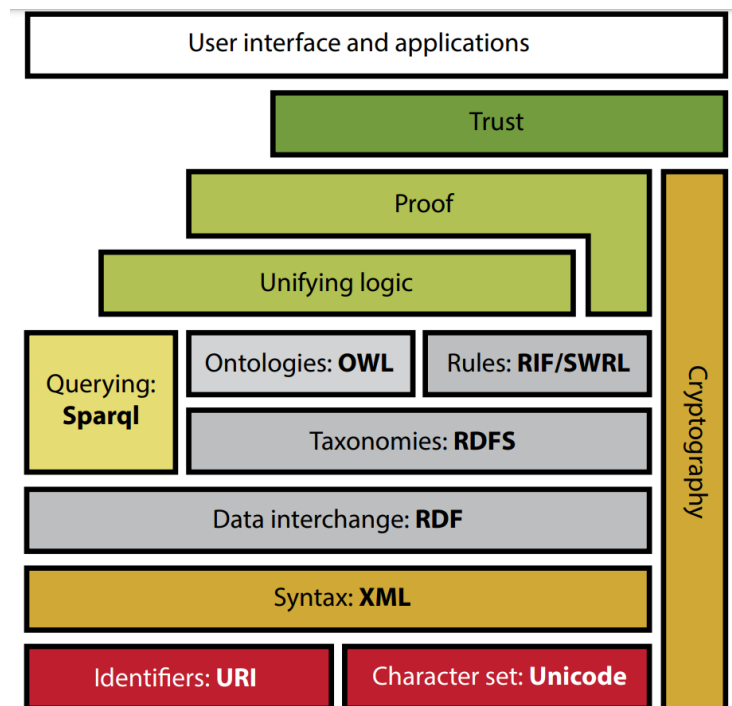 User interface and applications
Trust
Proof
Unifying logic
Querying:
Sparql
Ontologies: OWL
Rules: RIF/SWRL
Taxonomies: RDFS
Cryptography
Data interchange: RDF
Syntax: XML
Identifiers: URI
Character set: Unicode